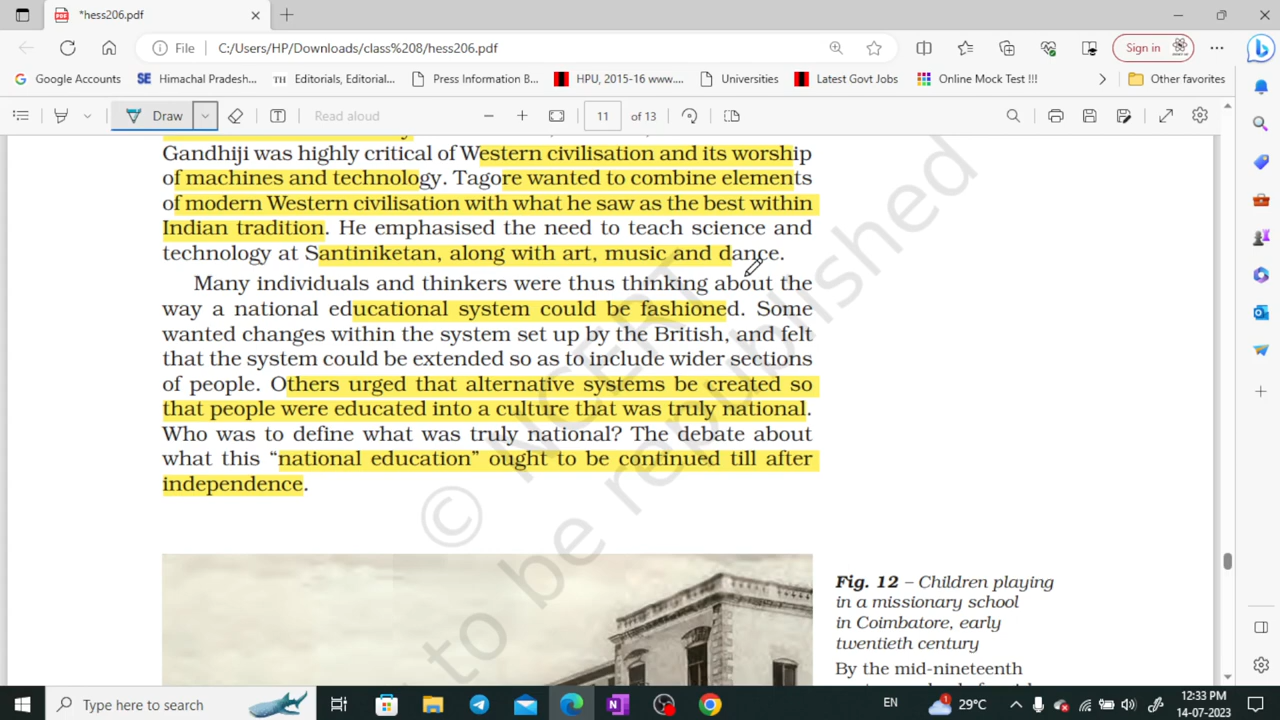 *hess206.pdf
File
C:/Users/HP/Downloads/class%208/hess206.pdf
Sign in
Google Accounts
SE Himachal Pradesh...
TH Editorials, Editorial...
Press Information B...
HPU, 2015-16 www....
Universities
Latest Govt Jobs
Online Mock Test !!!
Other favorites
Draw
Read aloud
11 of 13
Gandhiji was highly critical of Western civilisation and its worship
of machines and technology. Tagore wanted to combine elements
of modern Western civilisation with what he saw as the best within
Indian tradition. He emphasised the need to teach science and
technology at Santiniketan, along with art, music and dance.
Many individuals and thinkers were thus thinking about the
way a national educational system could be fashioned. Some
wanted changes within the system set up by the British, and felt
that the system could be extended so as to include wider sections
of people. Others urged that alternative systems be created so
that people were educated into a culture that was truly national.
Who was to define what was truly national? The debate about
what this “national education” ought to be continued till after
independence.
© NCERT
to be republished
Fig. 12 – Children playing
in a missionary school
in Coimbatore, early
twentieth century
By the mid-nineteenth
Type here to search
EN
29°C
12:33 PM
14-07-2023